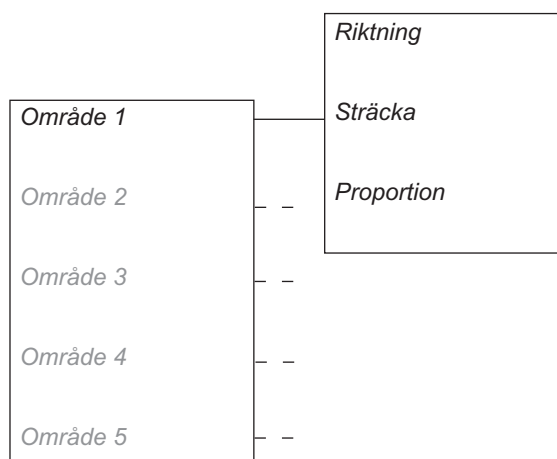 Riktning
Sträcka
Proportion
Område 1
Område 2
Område 3
Område 4
Område 5